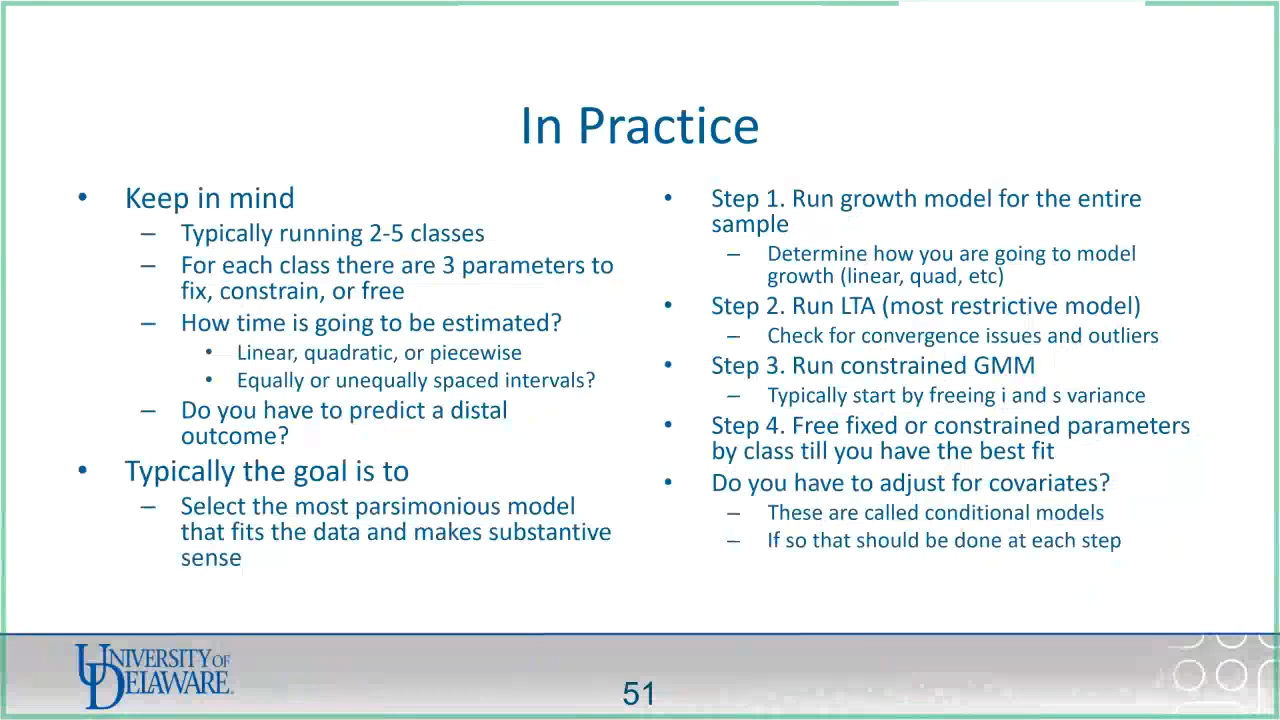 In Practice
• Keep in mind
– Typically running 2-5 classes
– For each class there are 3 parameters to
fix, constrain, or free
– How time is going to be estimated?
• Linear, quadratic, or piecewise
• Equally or unequally spaced intervals?
– Do you have to predict a distal
outcome?
• Typically the goal is to
– Select the most parsimonious model
that fits the data and makes substantive
sense
• Step 1. Run growth model for the entire
sample
– Determine how you are going to model
growth (linear, quad, etc)
• Step 2. Run LTA (most restrictive model)
– Check for convergence issues and outliers
• Step 3. Run constrained GMM
– Typically start by freeing i and s variance
• Step 4. Free fixed or constrained parameters
by class till you have the best fit
• Do you have to adjust for covariates?
– These are called conditional models
– If so that should be done at each step
UNIVERSITY OF
DELAWARE.
51